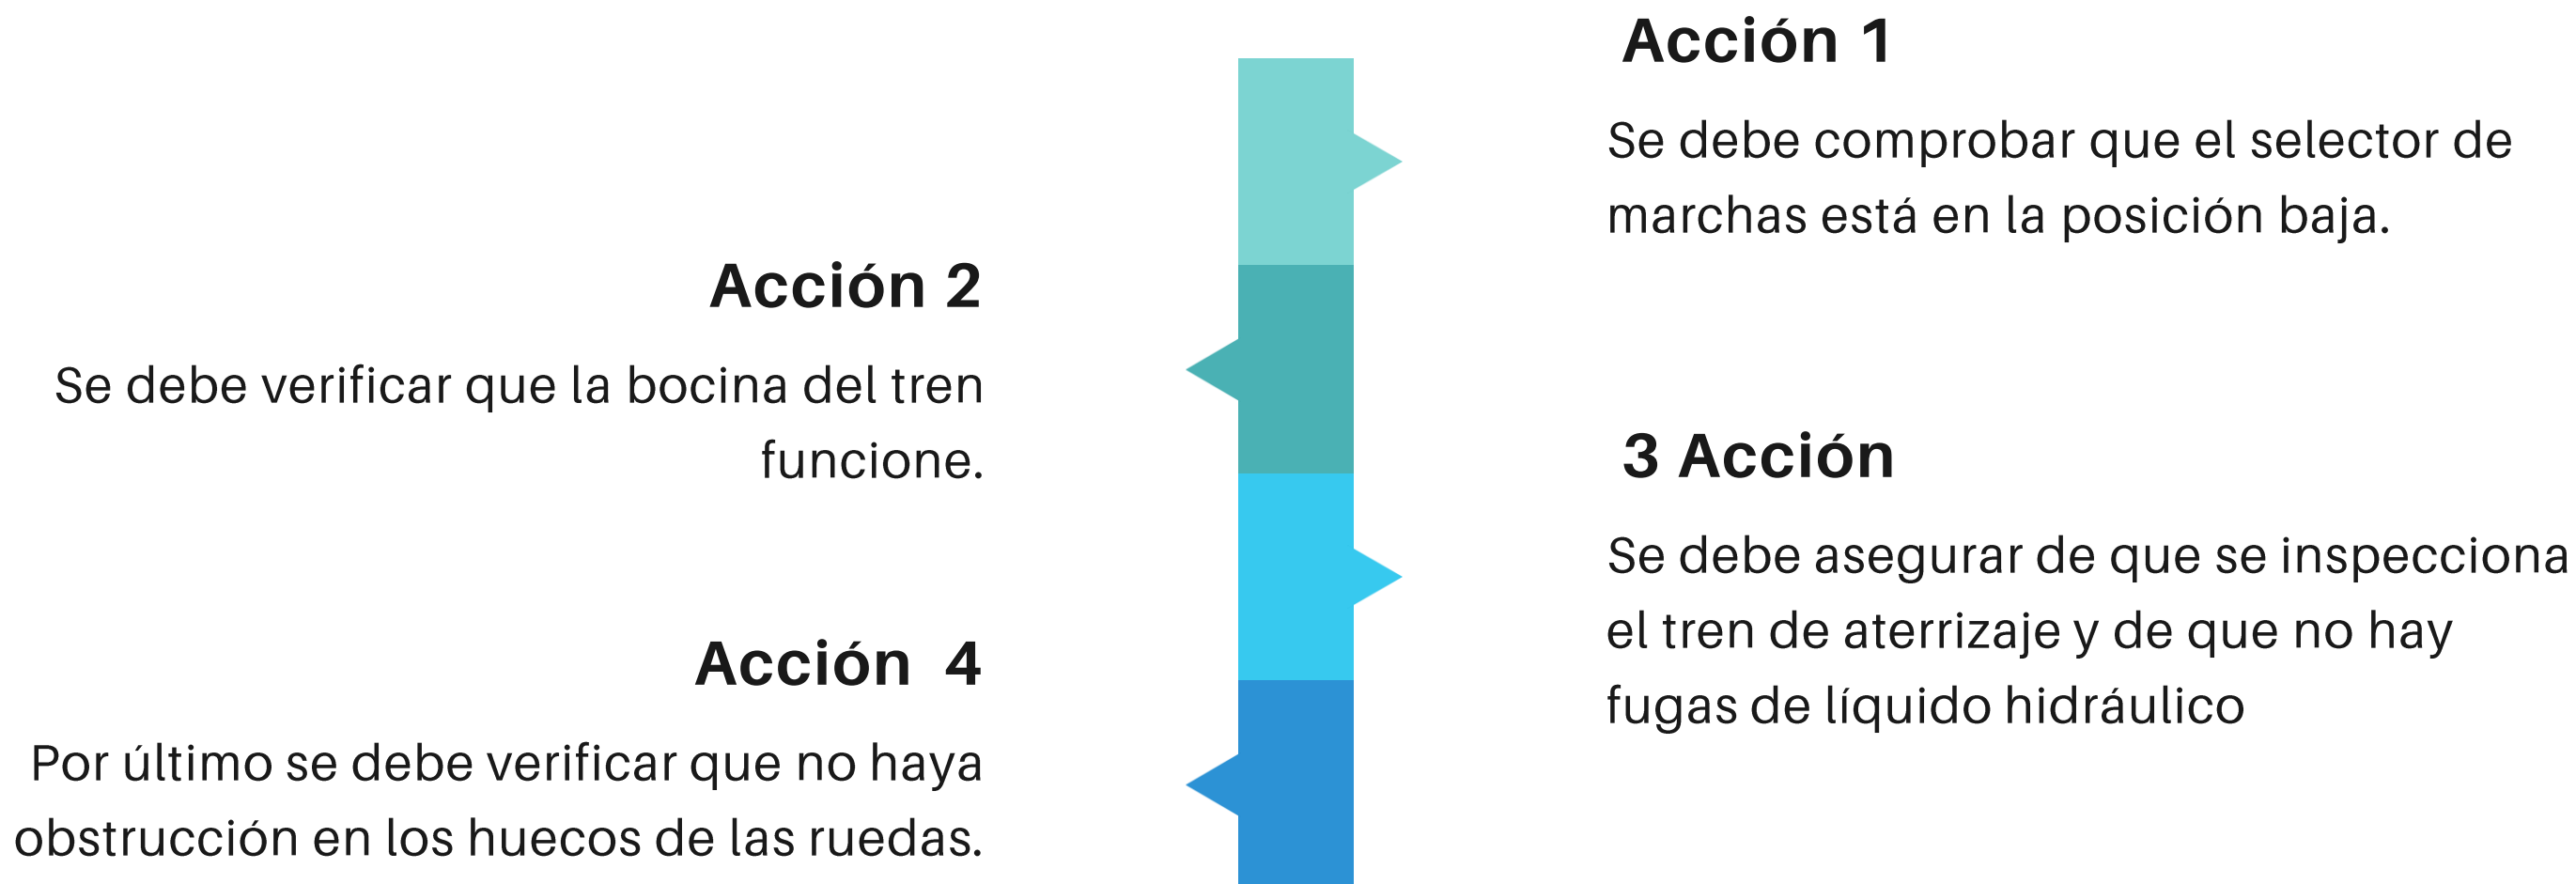 Acción 1
Se debe comprobar que el selector de
marchas está en la posición baja.
Acción 2
Se debe verificar que la bocina del tren
funcione.
3 Acción
Se debe asegurar de que se inspecciona
el tren de aterrizaje y de que no hay
fugas de líquido hidráulico
Acción 4
Por último se debe verificar que no haya
obstrucción en los huecos de las ruedas.